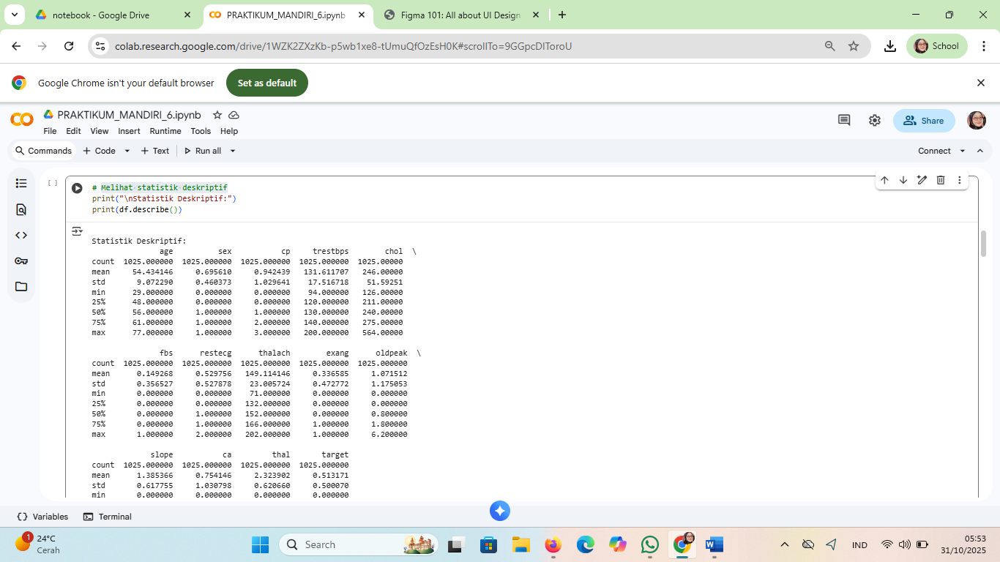 notebook - Google Drive
PRAKTIKUM_MANDIRI_6.ipynb
Figma 101: All about UI Design
colab.research.google.com/drive/1WZK2ZXzKb-p5wb1xe8-tUmuQfOzEsH0K#scrollTo=9GGpcDIToroU
School
Google Chrome isn't your default browser
Set as default
PRAKTIKUM_MANDIRI_6.ipynb
File Edit View Insert Runtime Tools Help
Share
Commands + Code + Text Run all
Connect
[ ]
# Melihat statistik deskriptif
print("\nStatistik Deskriptif:")
print(df.describe())
Statistik Deskriptif:
age sex cp trestbps chol \
count 1025.000000 1025.000000 1025.000000 1025.000000 1025.00000
mean 54.434146 0.695610 0.942439 131.611707 246.00000
std 9.072290 0.460373 1.029641 17.516718 51.59251
min 29.000000 0.000000 0.000000 94.000000 126.00000
25% 48.000000 0.000000 0.000000 120.000000 211.00000
50% 56.000000 1.000000 1.000000 130.000000 240.00000
75% 61.000000 1.000000 2.000000 140.000000 275.00000
max 77.000000 1.000000 3.000000 200.000000 564.00000
fbs restecg thalach exang oldpeak \
count 1025.000000 1025.000000 1025.000000 1025.000000 1025.000000
mean 0.149268 0.529756 149.114146 0.336585 1.071512
std 0.356527 0.527878 23.005724 0.472772 1.175053
min 0.000000 0.000000 71.000000 0.000000 0.000000
25% 0.000000 0.000000 132.000000 0.000000 0.000000
50% 0.000000 1.000000 152.000000 0.000000 0.800000
75% 0.000000 1.000000 166.000000 1.000000 1.800000
max 1.000000 2.000000 202.000000 1.000000 6.200000
slope ca thal target
count 1025.000000 1025.000000 1025.000000 1025.000000
mean 1.385366 0.754146 2.323902 0.513171
std 0.617755 1.030798 0.620660 0.500070
min 0.000000 0.000000 0.000000 0.000000
Variables Terminal
1
24°C
Cerah
Search
IND
05:53
31/10/2025